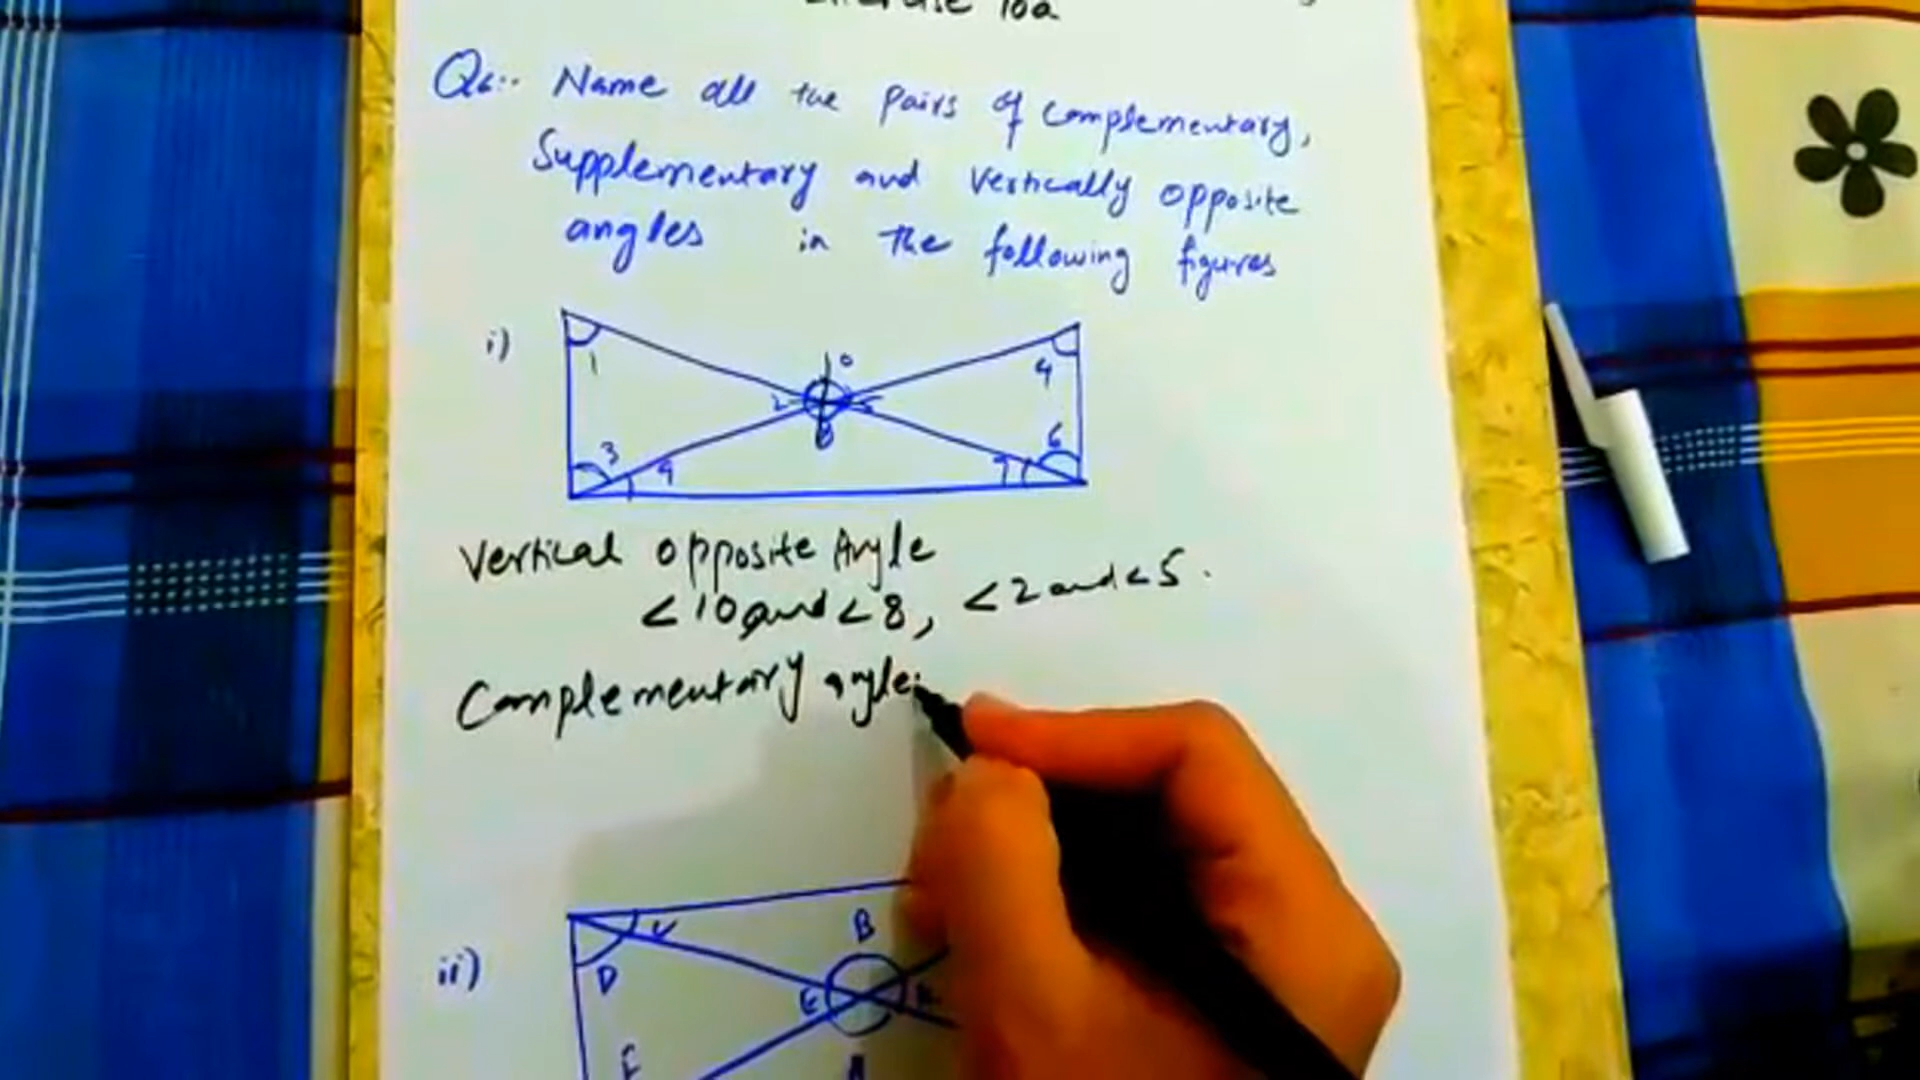 Exercise 10a
Q6:- Name all the pairs of complementary,
Supplementary and vertically opposite
angles in the following figures
i)
1
10
4
2
5
8
3
9
7
6
Vertical opposite Angle
<10 and <8, <2 and <5.
Complementary angle
ii)
C
B
D
E
F